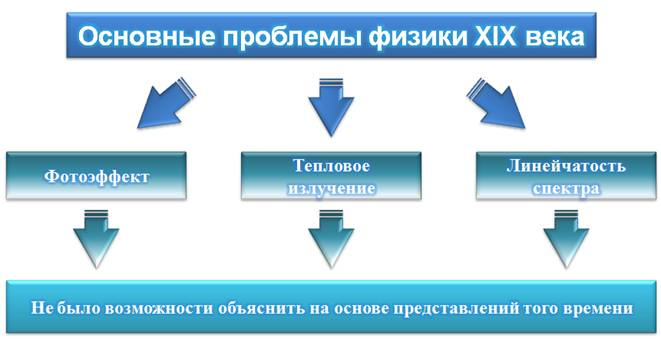 Основные проблемы физики XIX века
Фотоэффект
Тепловое
излучение
Линейчатость
спектра
Не было возможности объяснить на основе представлений того времени